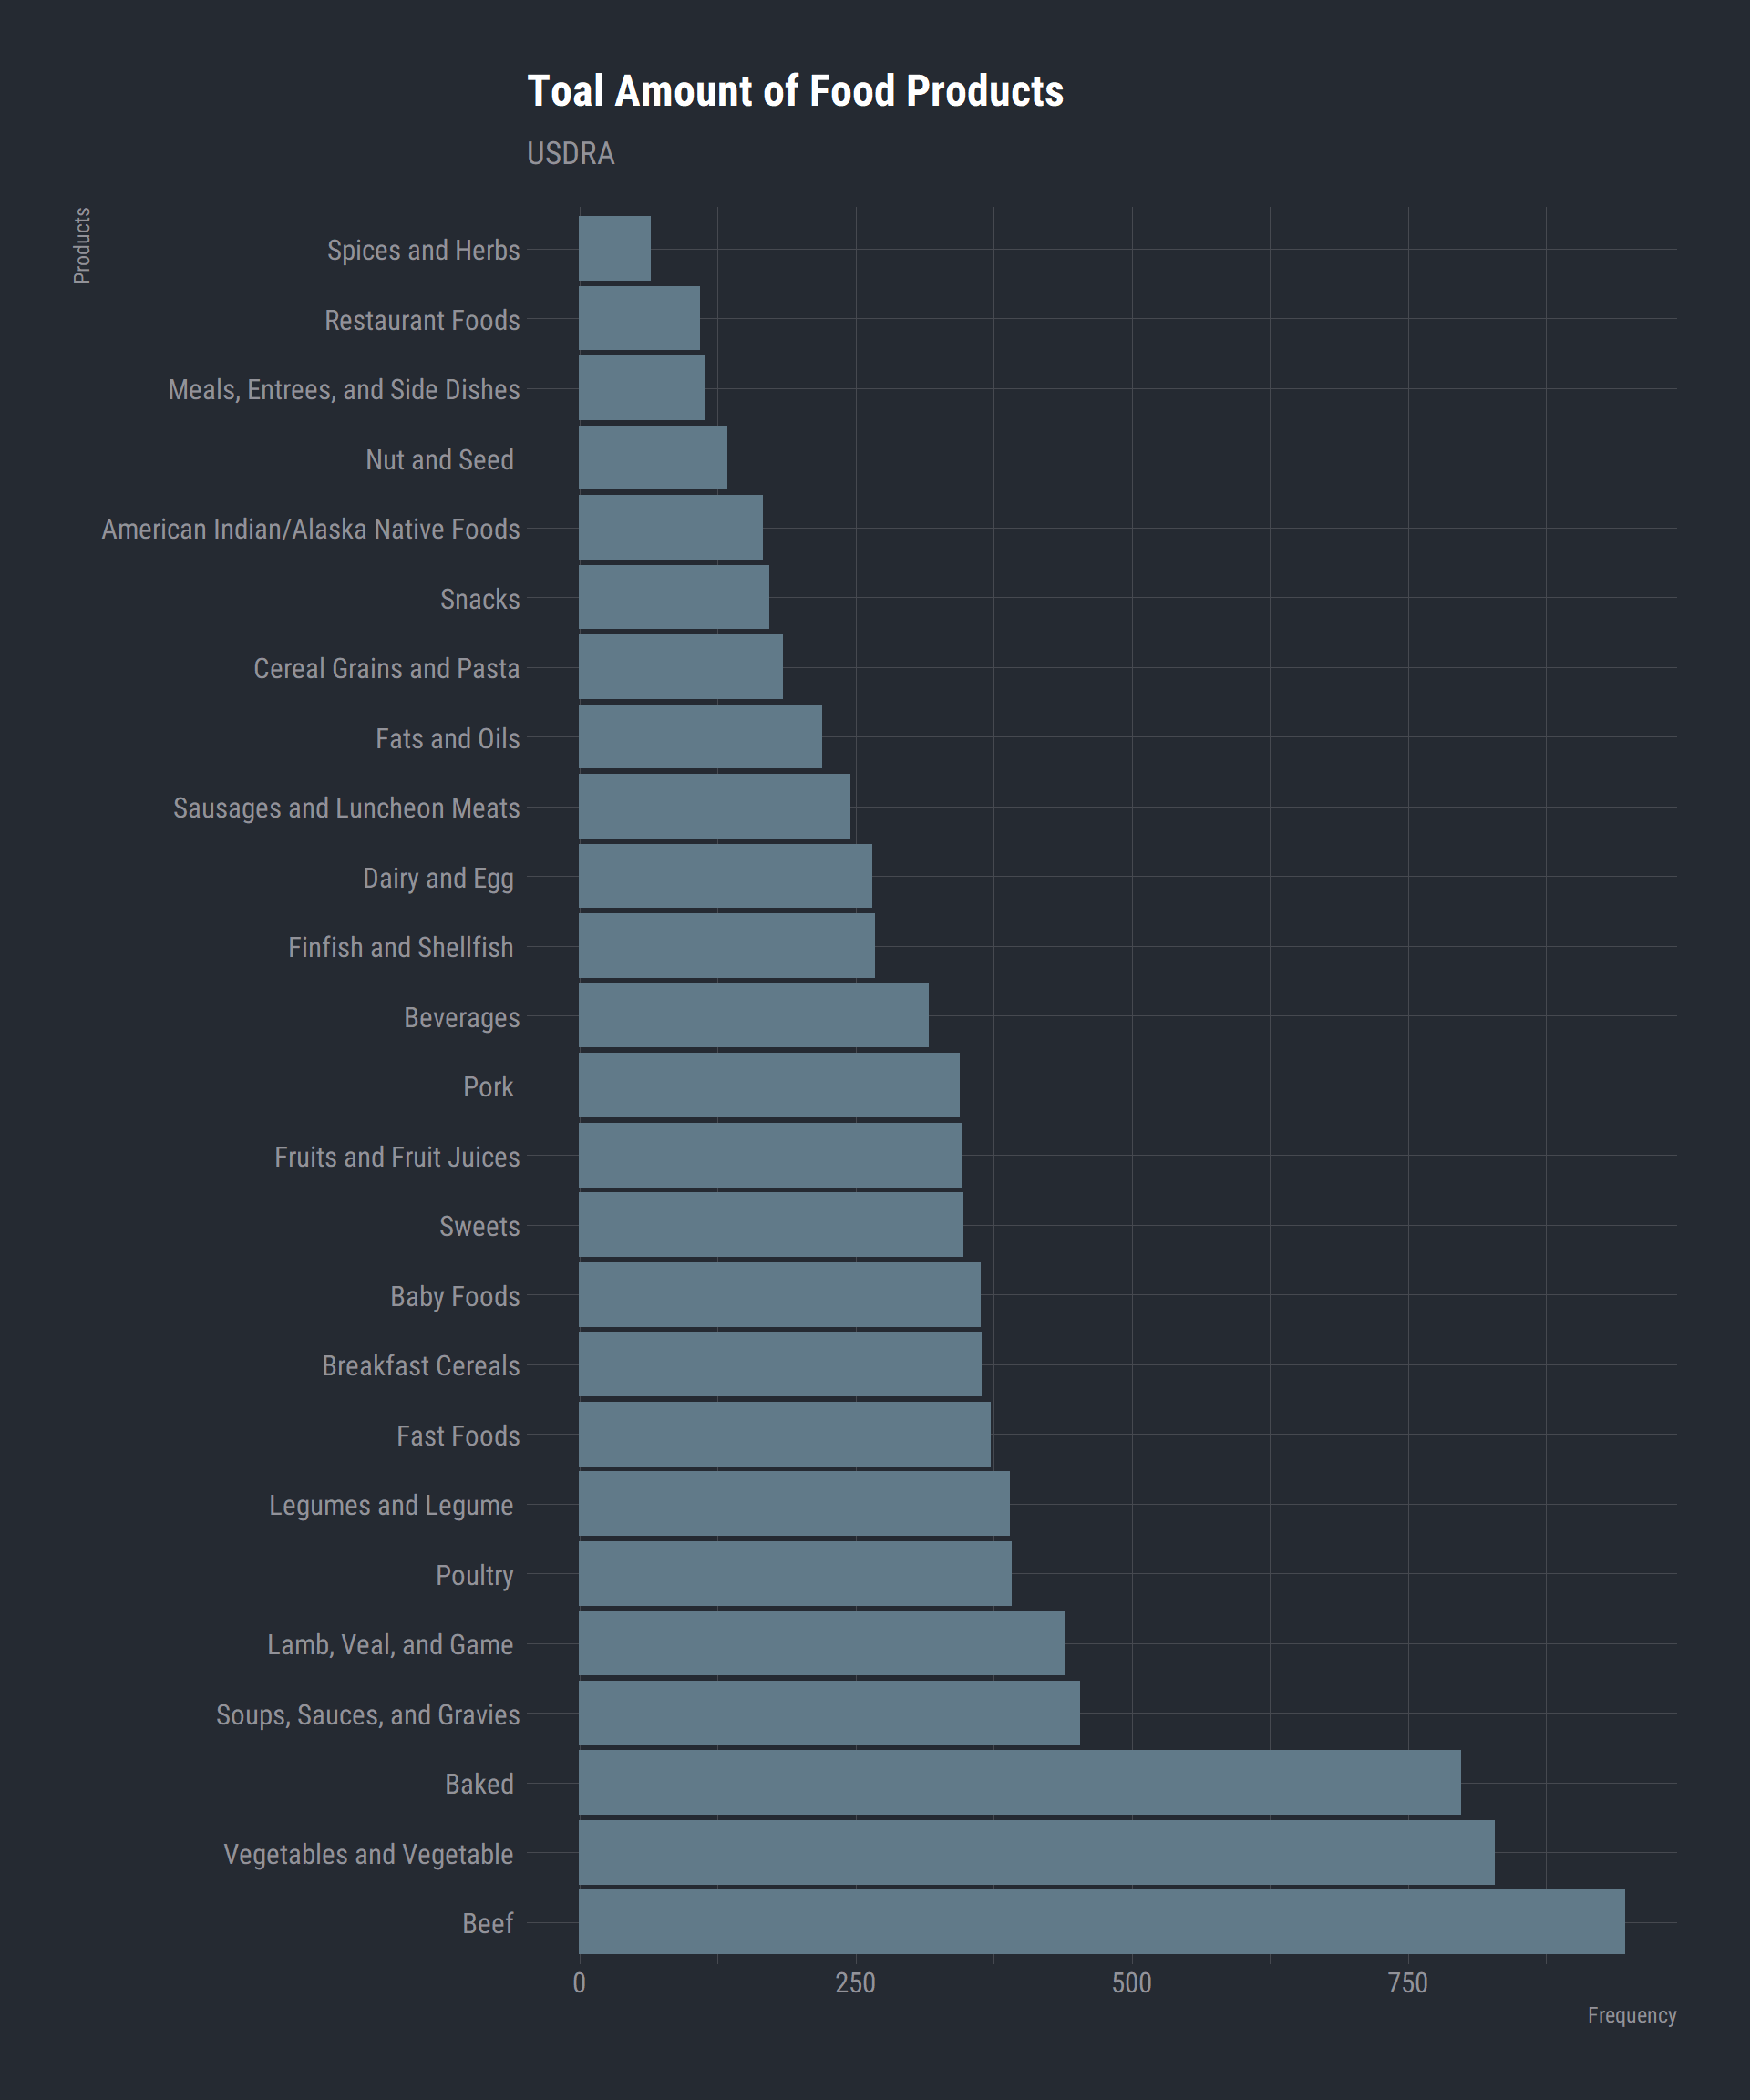 Toal Amount of Food Products
USDRA
Products
Spices and Herbs
Restaurant Foods
Meals, Entrees, and Side Dishes
Nut and Seed
American Indian/Alaska Native Foods
Snacks
Cereal Grains and Pasta
Fats and Oils
Sausages and Luncheon Meats
Dairy and Egg
Finfish and Shellfish
Beverages
Pork
Fruits and Fruit Juices
Sweets
Baby Foods
Breakfast Cereals
Fast Foods
Legumes and Legume
Poultry
Lamb, Veal, and Game
Soups, Sauces, and Gravies
Baked
Vegetables and Vegetable
Beef
0 250 500 750
Frequency